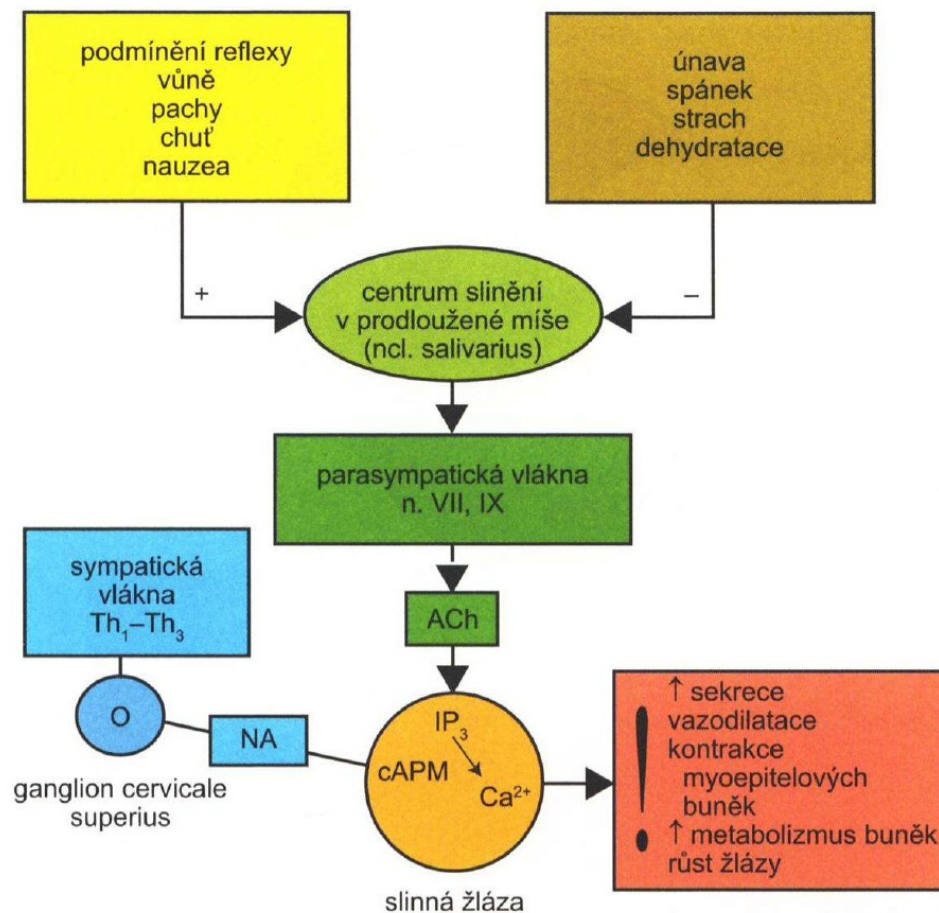 podmínění reflexy
vůně
pachy
chuť
nauzea
únava
spánek
strach
dehydratace
+
–
centrum slinění
v prodloužené míše
(ncl. salivarius)
parasympatická vlákna
n. VII, IX
sympatická
vlákna
Th₁–Th₃
ACh
O
NA
ganglion cervicale
superius
IP₃
cAPM
Ca²⁺
slinná žláza
↑ sekrece
vazodilatace
kontrakce
myoepitelových
buněk
↑ metabolizmus buněk
růst žlázy
!